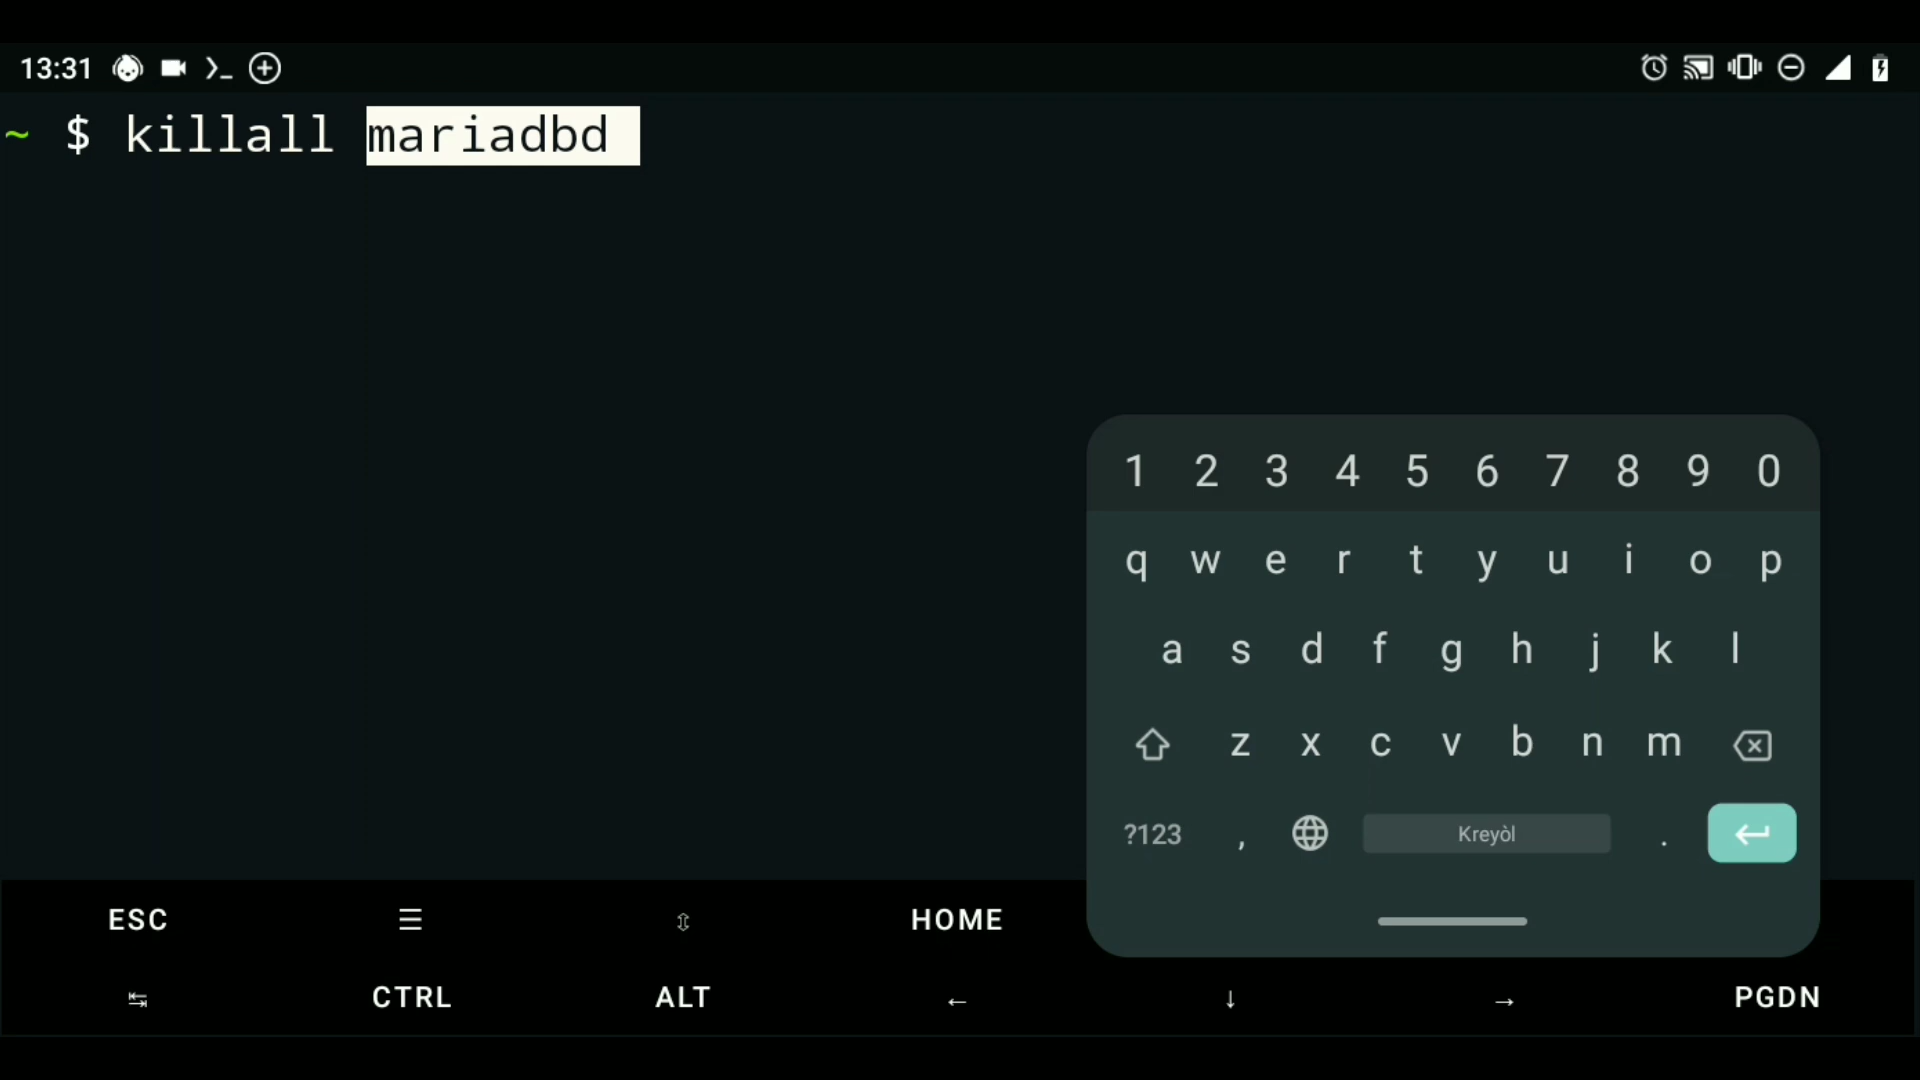 13:31
~ $ killall mariadbd
1 2 3 4 5 6 7 8 9 0
q w e r t y u i o p
a s d f g h j k l
z x c v b n m
?123 , Kreyòl .
ESC ☰ ⇳ HOME
↹ CTRL ALT ← ↓ → PGDN